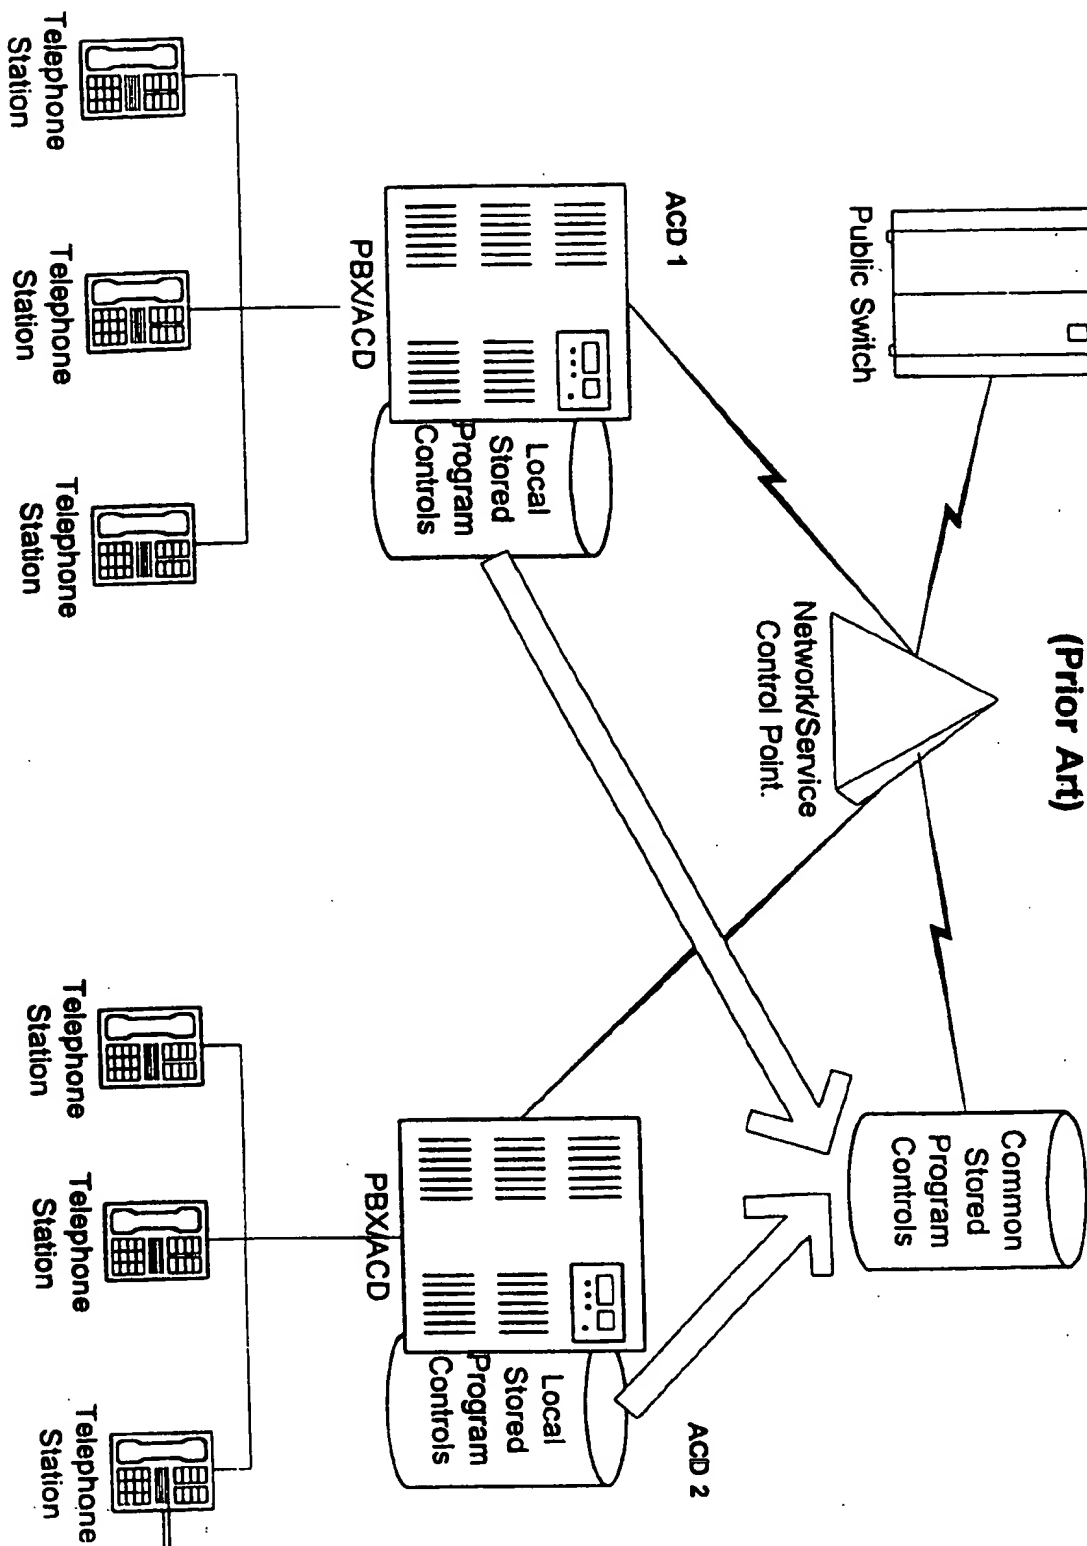 (Prior Art)
Public Switch
Network/Service
Control Point.
Common
Stored
Program
Controls
ACD 1
Local
Stored
Program
Controls
PBX/ACD
ACD 2
Local
Stored
Program
Controls
PBX/ACD
Telephone
Station
Telephone
Station
Telephone
Station
Telephone
Station
Telephone
Station
Telephone
Station